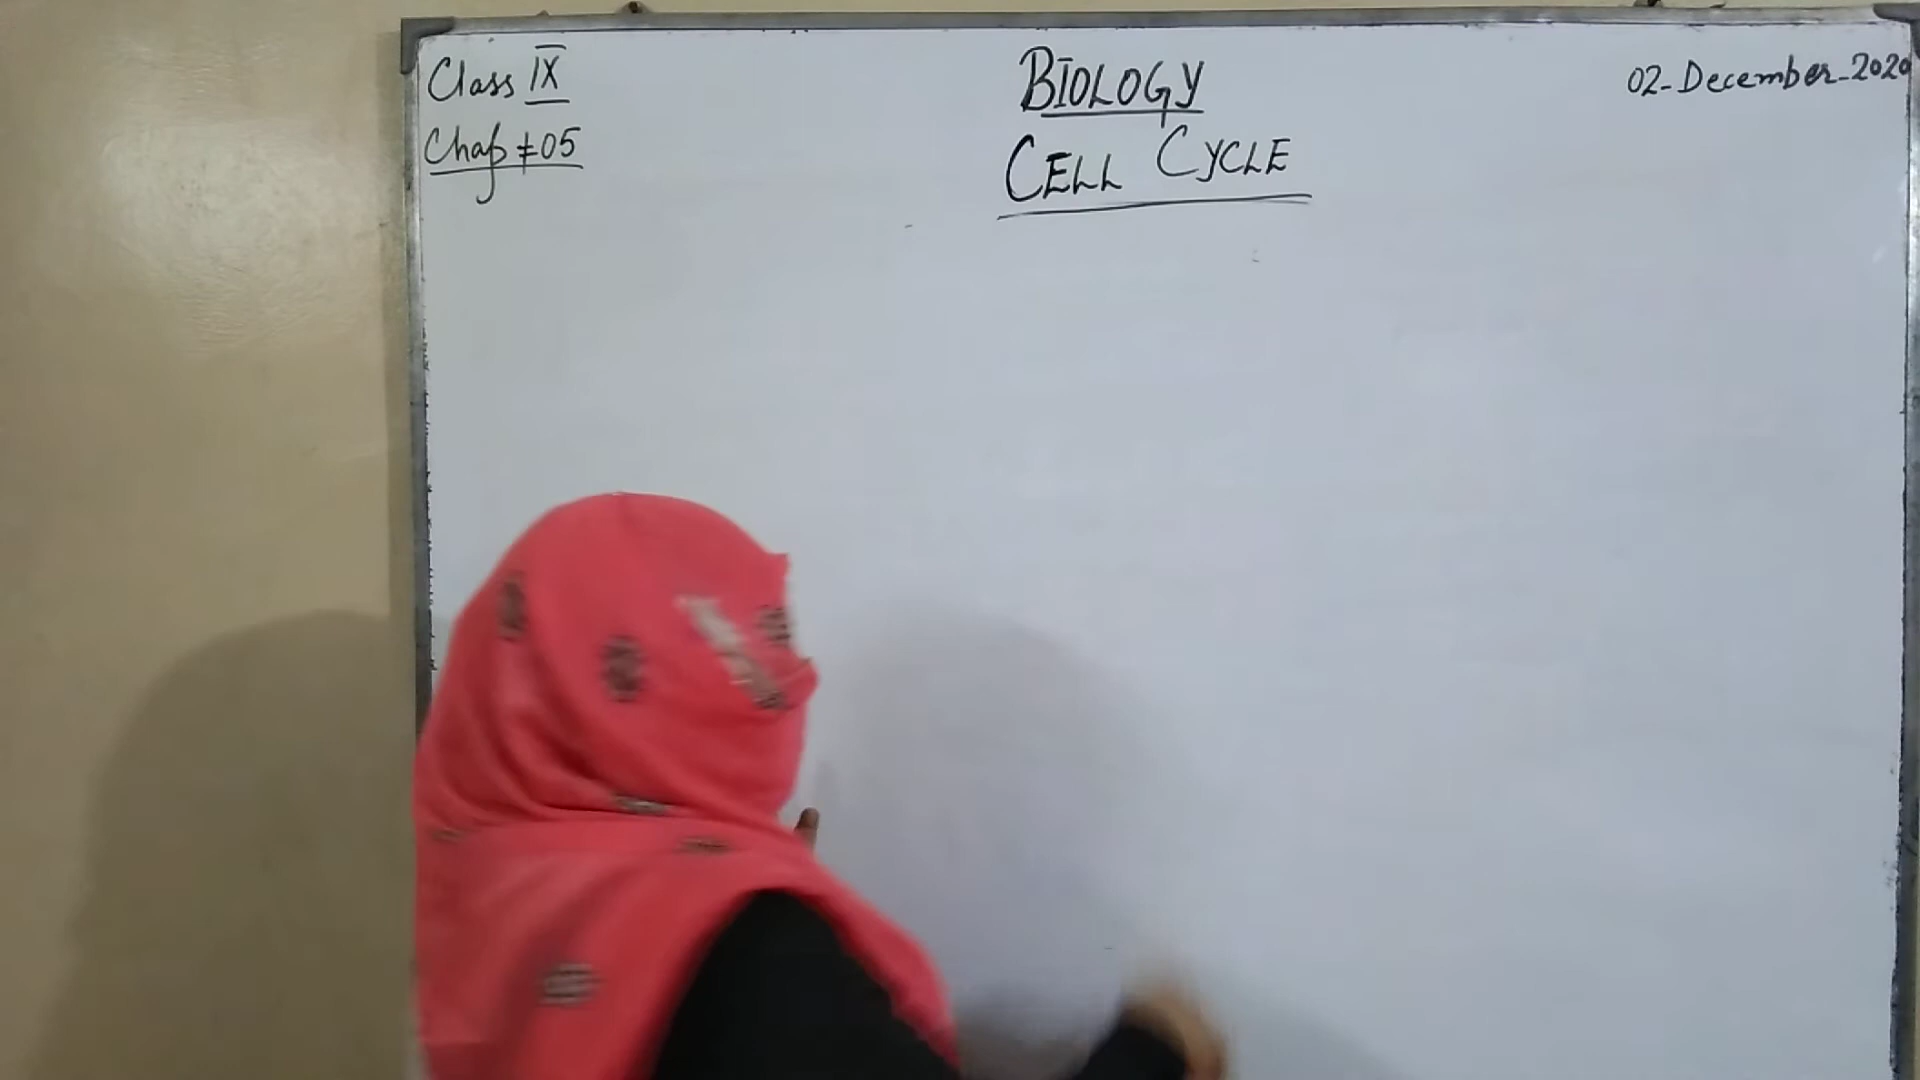 Class IX
Chap # 05
BIOLOGY
CELL CYCLE
02-December-2020